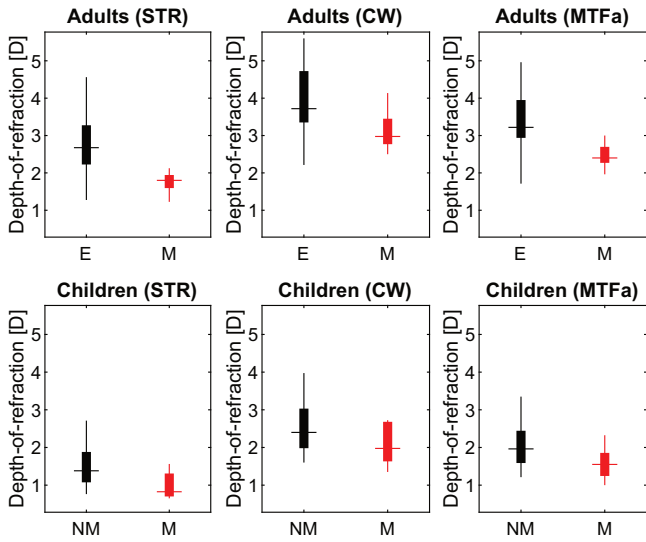 Adults (STR)
Adults (CW)
Adults (MTFa)
Depth-of-refraction [D]
5
4
3
2
1
E
M
Depth-of-refraction [D]
5
4
3
2
1
E
M
Depth-of-refraction [D]
5
4
3
2
1
E
M
Children (STR)
Children (CW)
Children (MTFa)
Depth-of-refraction [D]
5
4
3
2
1
NM
M
Depth-of-refraction [D]
5
4
3
2
1
NM
M
Depth-of-refraction [D]
5
4
3
2
1
NM
M